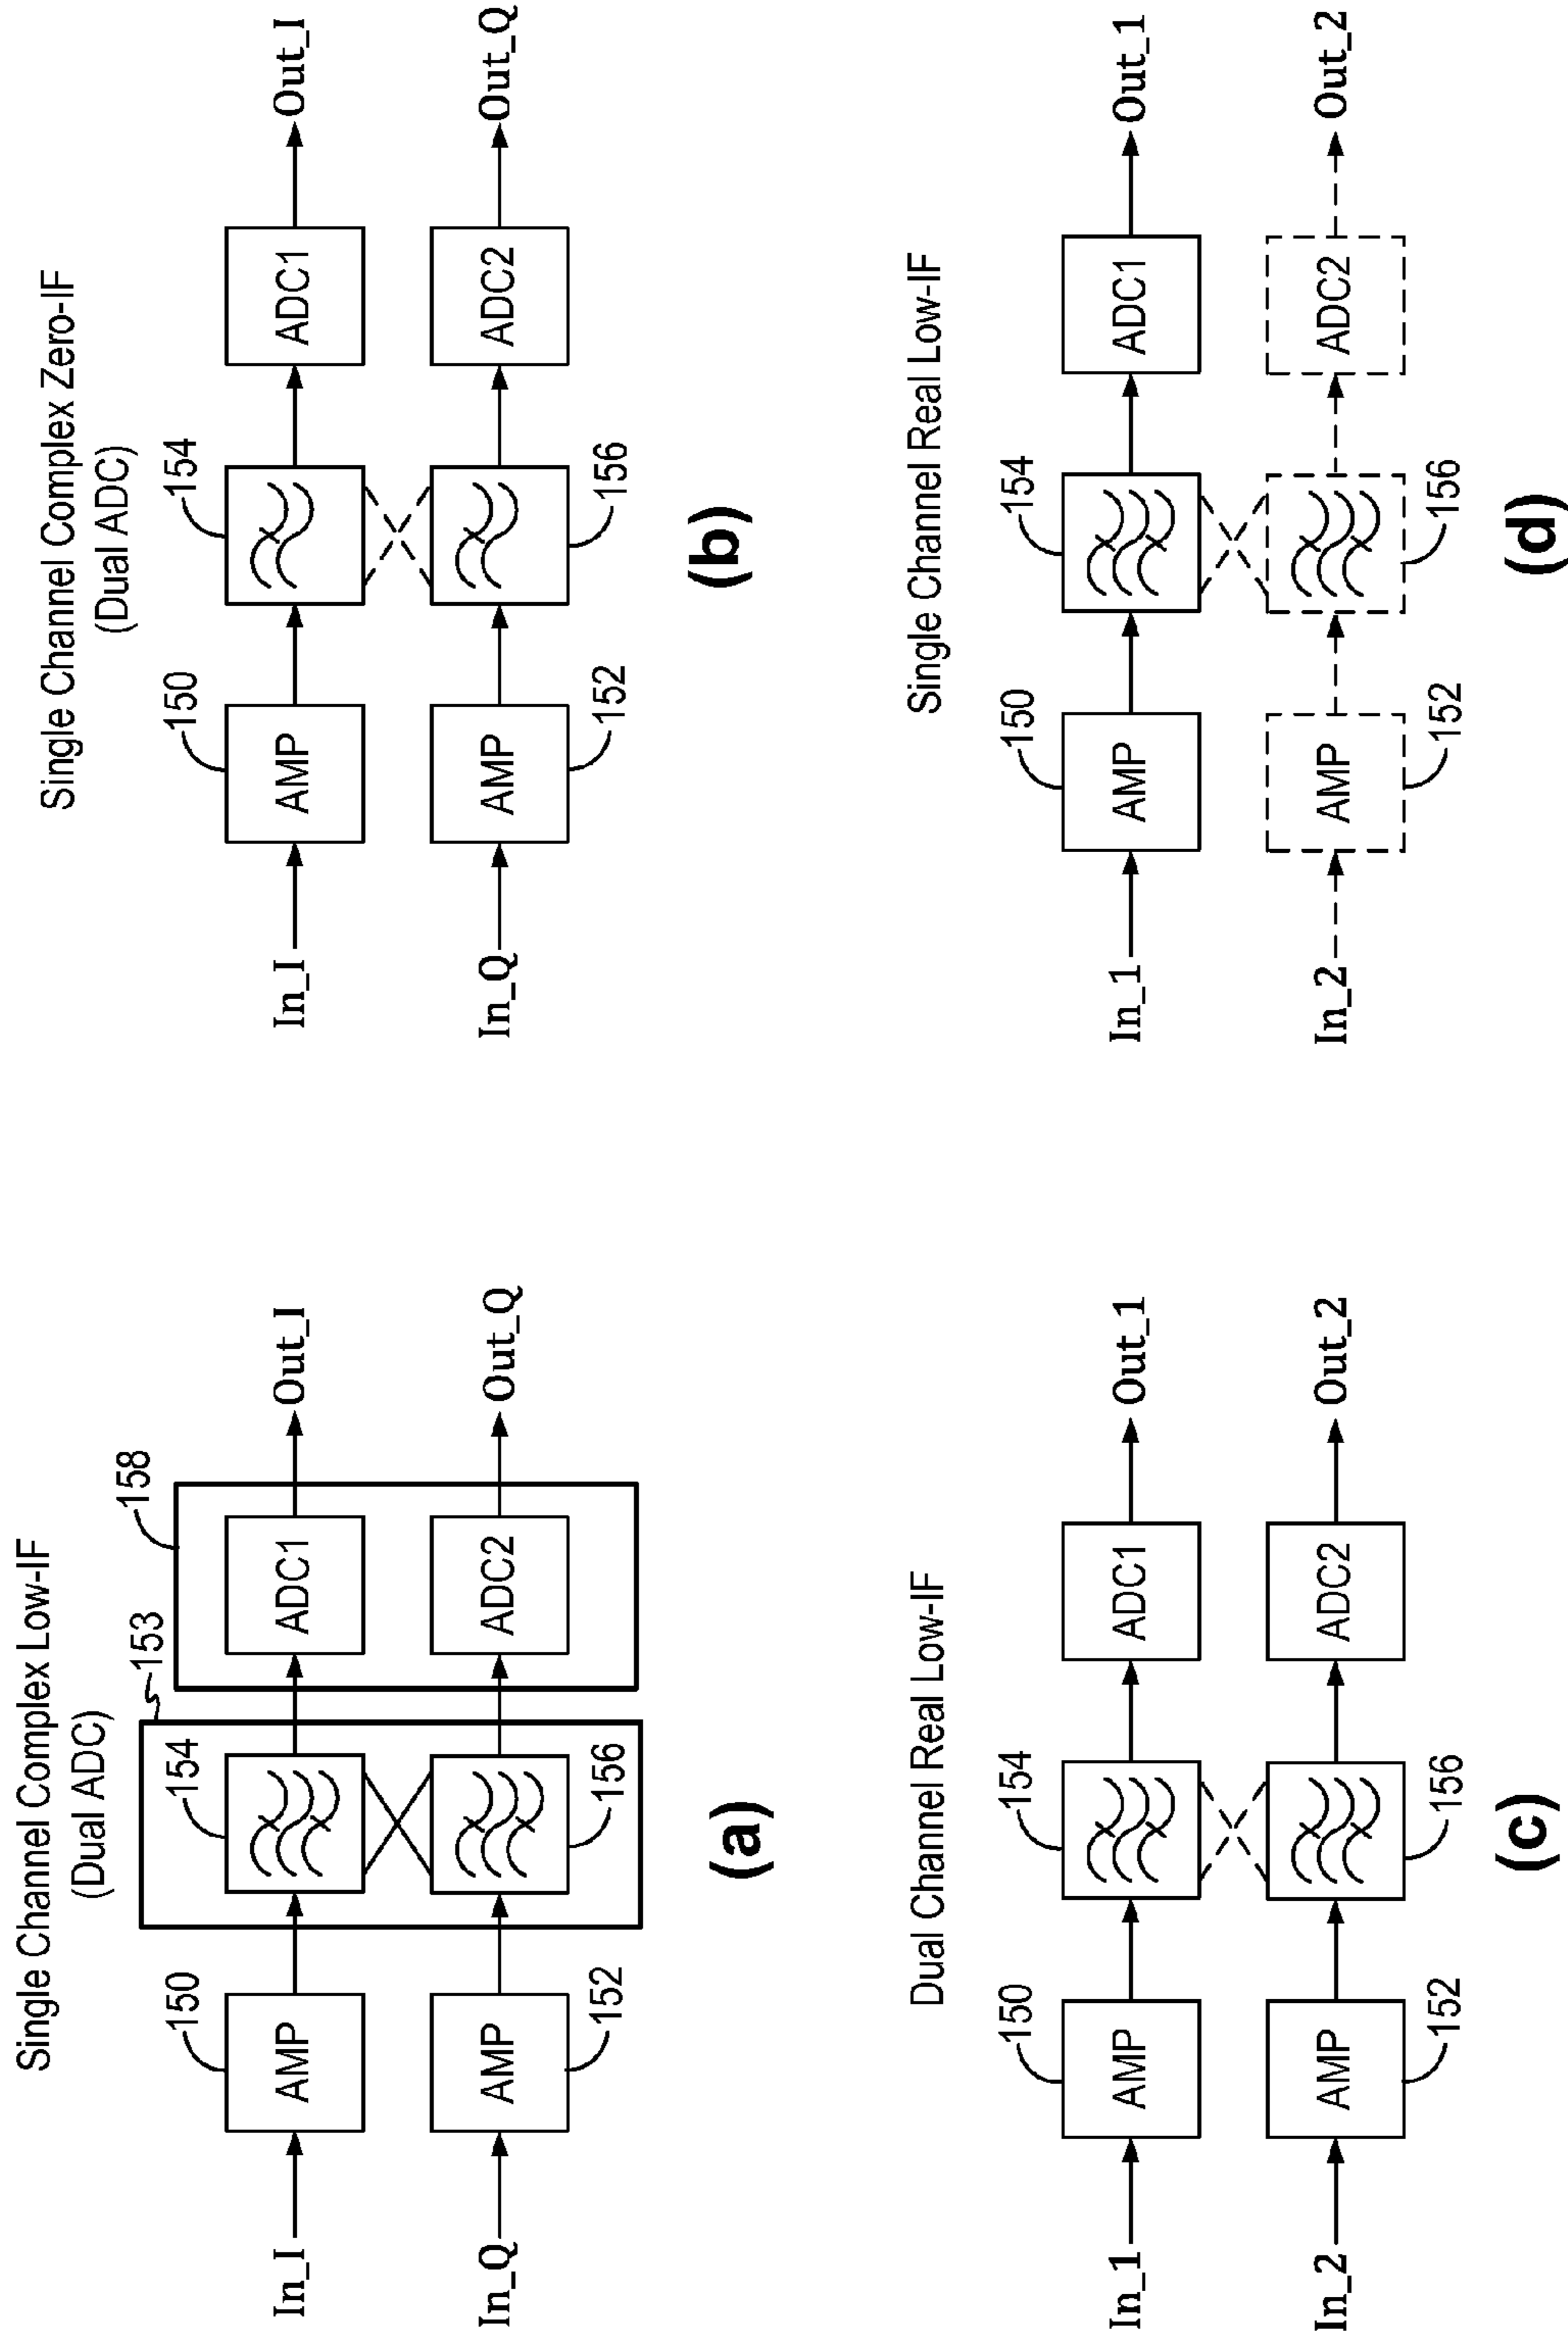 Single Channel Complex Low-IF
(Dual ADC)
153
158
150
154
In_I
AMP
ADC1
Out_I
In_Q
AMP
ADC2
Out_Q
152
156
(a)
Single Channel Complex Zero-IF
(Dual ADC)
150
154
In_I
AMP
ADC1
Out_I
In_Q
AMP
ADC2
Out_Q
152
156
(b)
Dual Channel Real Low-IF
150
154
In_1
AMP
ADC1
Out_1
In_2
AMP
ADC2
Out_2
152
156
(c)
Single Channel Real Low-IF
150
154
In_1
AMP
ADC1
Out_1
In_2
AMP
ADC2
Out_2
152
156
(d)